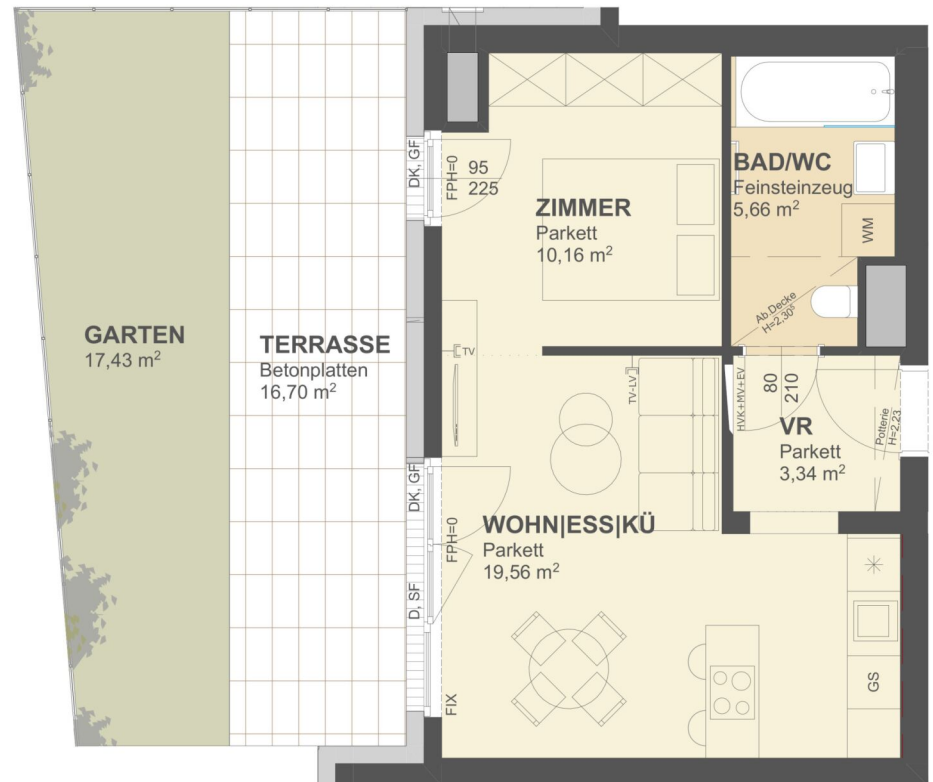 DK, GF
FPH=0
95
225
ZIMMER
Parkett
10,16 m²
BAD/WC
Feinsteinzeug
5,66 m²
WM
Ab.Decke
H=2,30⁵
GARTEN
17,43 m²
TERRASSE
Betonplatten
16,70 m²
TV
TV-LV
HVK+MV+EV
80
210
VR
Parkett
3,34 m²
Potterie
H=2,23
DK, GF
FPH=0
D, SF
FIX
WOHN|ESS|KÜ
Parkett
19,56 m²
GS